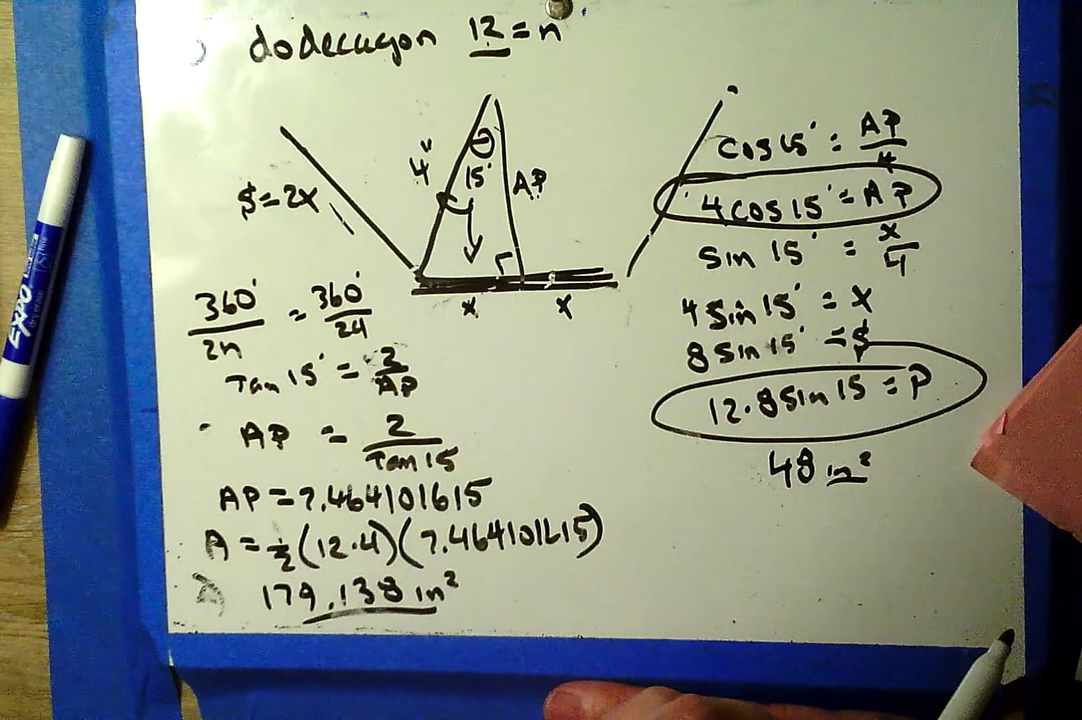 dodecagon 12 = n
4"
15°
AP
$ = 2x
x x
360° / 2n = 360° / 24
Tan 15° = 2 / AP
AP = 2 / Tan 15
AP = 7.464101615
A = 1/2 (12·4)(7.464101615)
179.138 in²
cos 15° = AP / 4
4 cos 15° = AP
sin 15° = x / 4
4 sin 15° = x
8 sin 15° = $
12·8 sin 15 = P
48 in²
EXPO